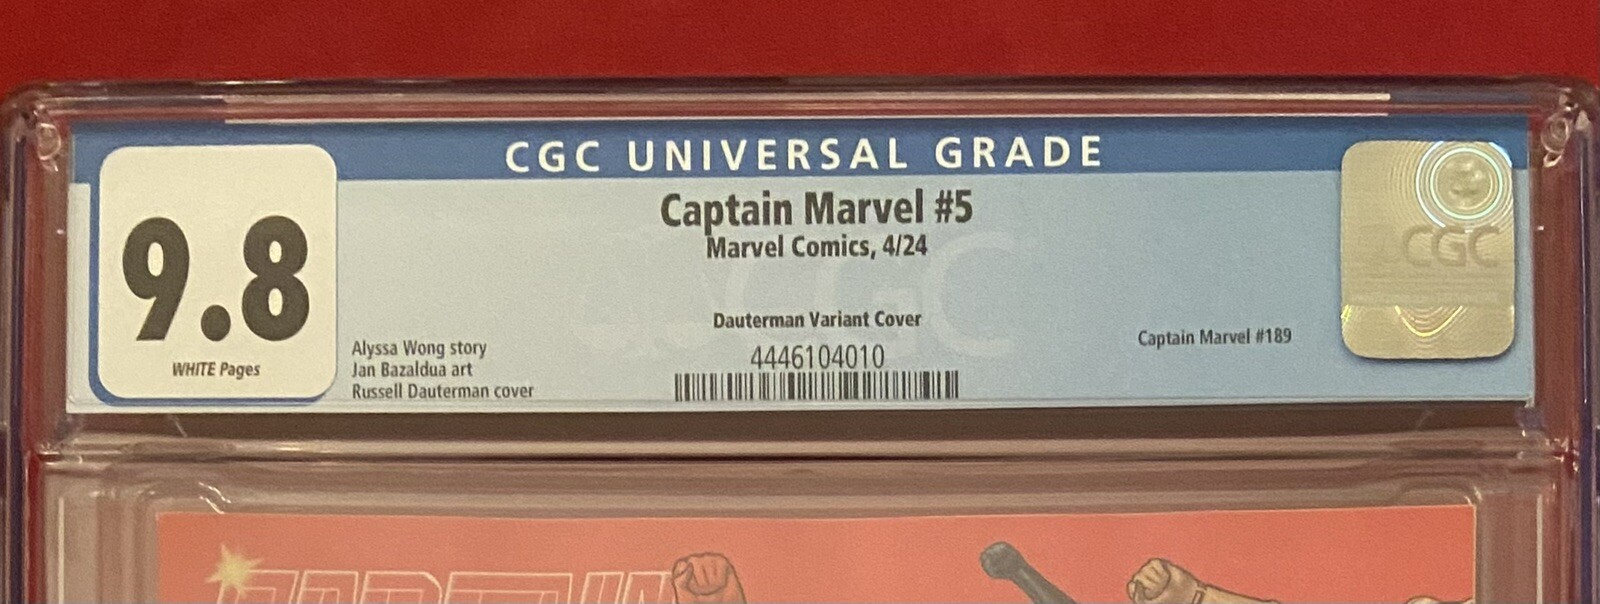 CGC UNIVERSAL GRADE
9.8
WHITE Pages
Captain Marvel #5
Marvel Comics, 4/24
Dauterman Variant Cover
4446104010
Alyssa Wong story
Jan Bazaldua art
Russell Dauterman cover
Captain Marvel #189
CGC
CGC